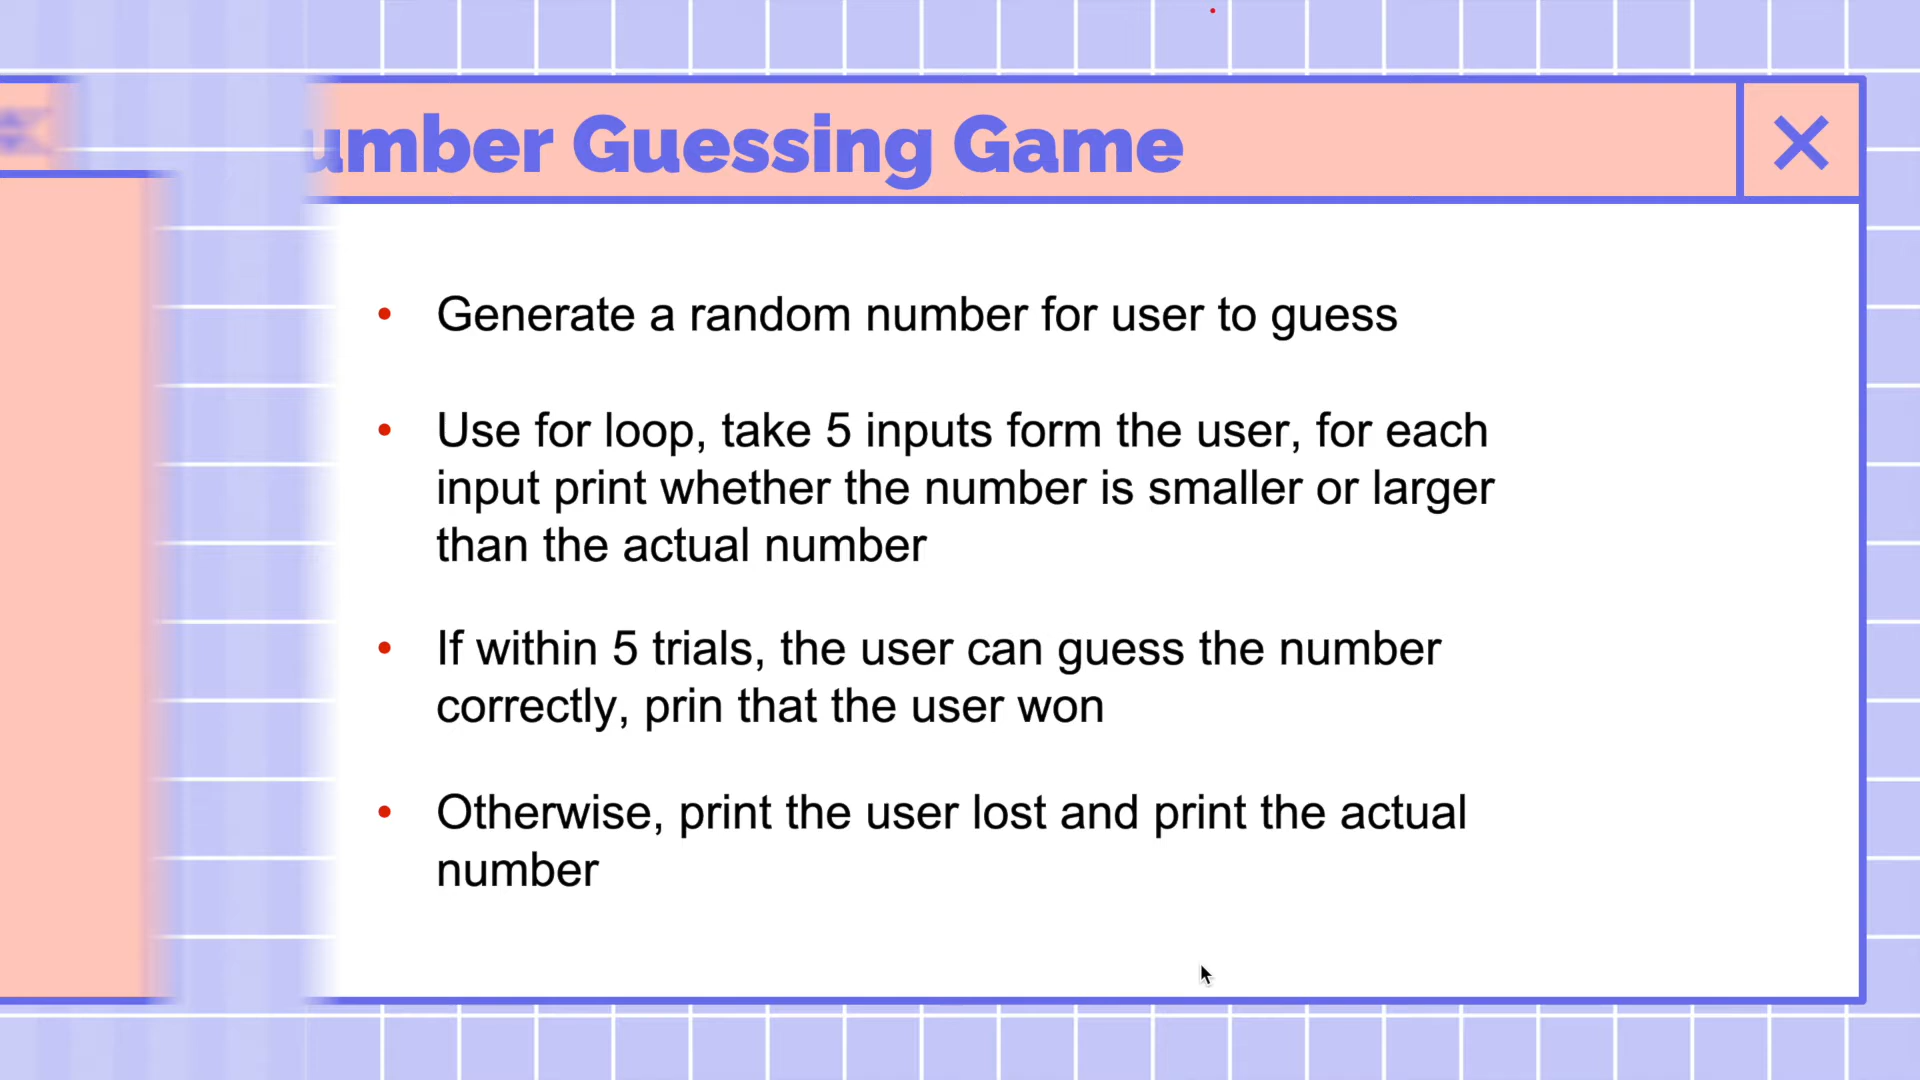 umber Guessing Game
Generate a random number for user to guess
Use for loop, take 5 inputs form the user, for each
input print whether the number is smaller or larger
than the actual number
If within 5 trials, the user can guess the number
correctly, prin that the user won
Otherwise, print the user lost and print the actual
number